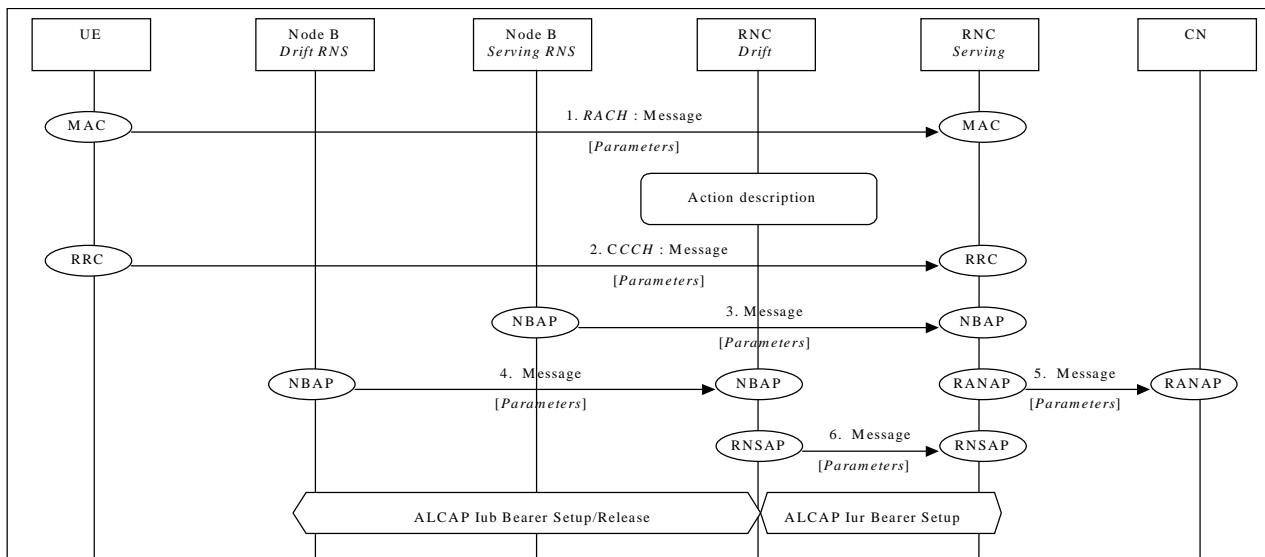 UE
Node B
Drift RNS
Node B
Serving RNS
RNC
Drift
RNC
Serving
CN
MAC
1. RACH : Message
[Parameters]
MAC
Action description
RRC
2. CCCH : Message
[Parameters]
RRC
NBAP
3. Message
[Parameters]
NBAP
NBAP
4. Message
[Parameters]
NBAP
RANAP
5. Message
[Parameters]
RANAP
RNSAP
6. Message
[Parameters]
RNSAP
ALCAP Iub Bearer Setup/Release
ALCAP Iur Bearer Setup